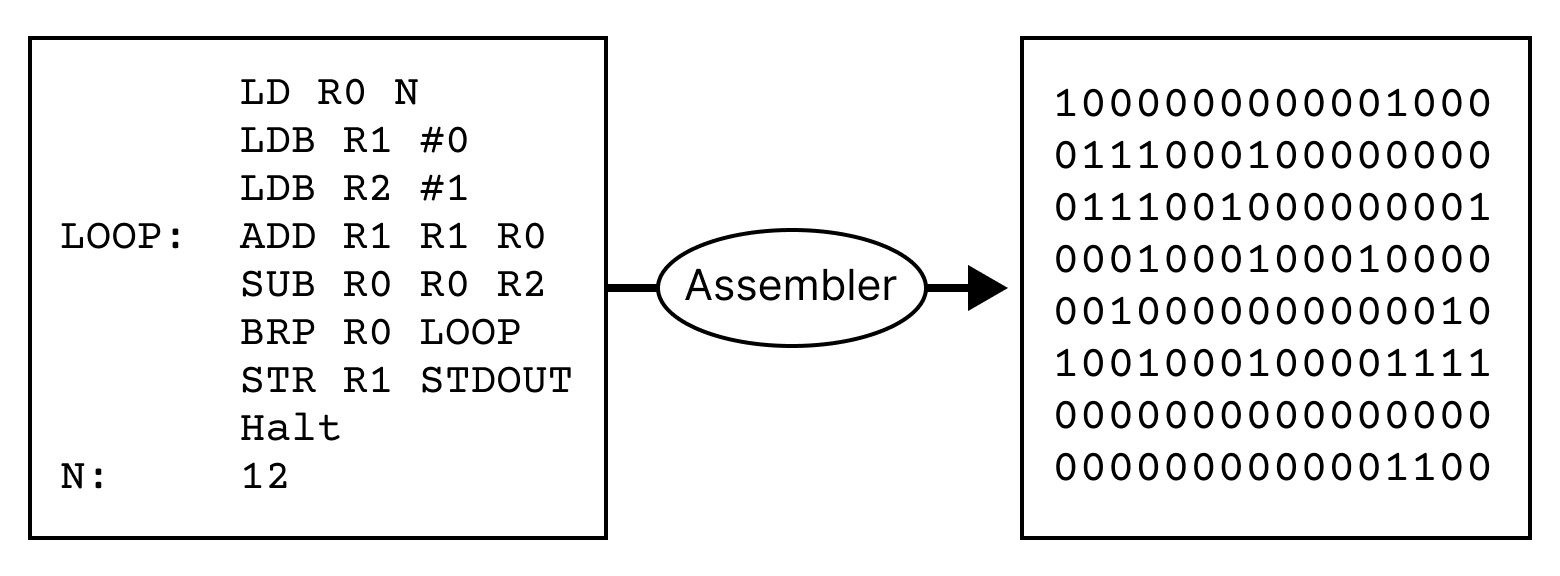 LD R0 N
LDB R1 #0
LDB R2 #1
LOOP: ADD R1 R1 R0
SUB R0 R0 R2
BRP R0 LOOP
STR R1 STDOUT
Halt
N: 12
Assembler
1000000000001000
0111000100000000
0111001000000001
0001000100010000
0010000000000010
1001000100001111
0000000000000000
0000000000001100